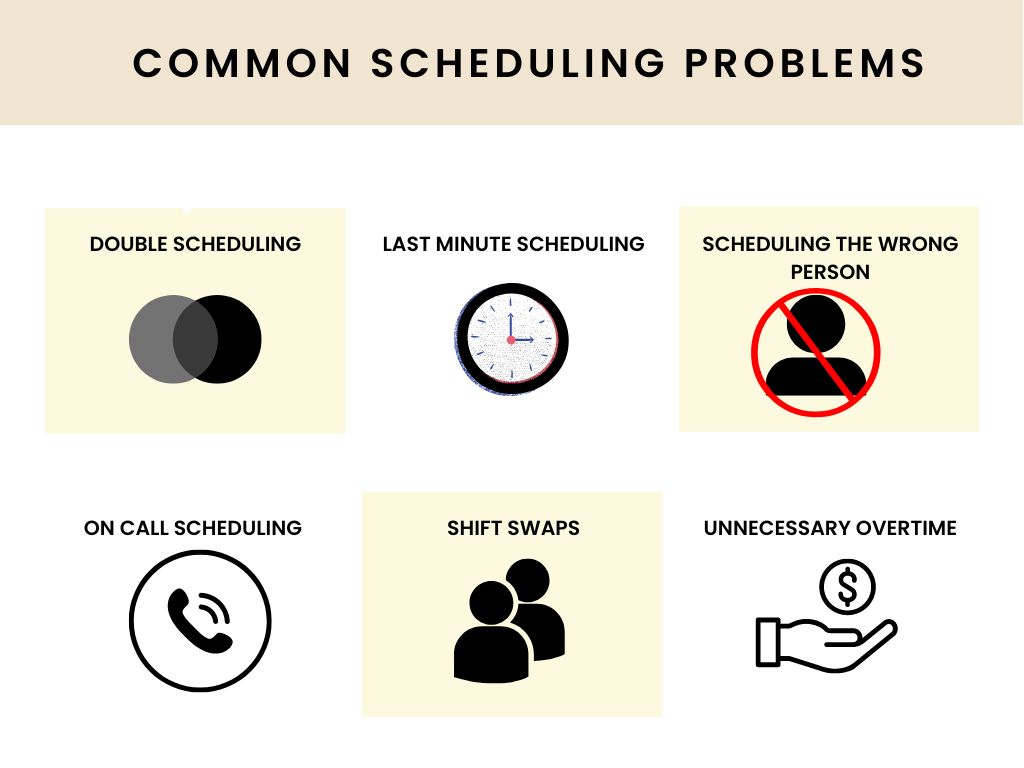 COMMON SCHEDULING PROBLEMS
DOUBLE SCHEDULING
LAST MINUTE SCHEDULING
SCHEDULING THE WRONG
PERSON
ON CALL SCHEDULING
SHIFT SWAPS
UNNECESSARY OVERTIME
$